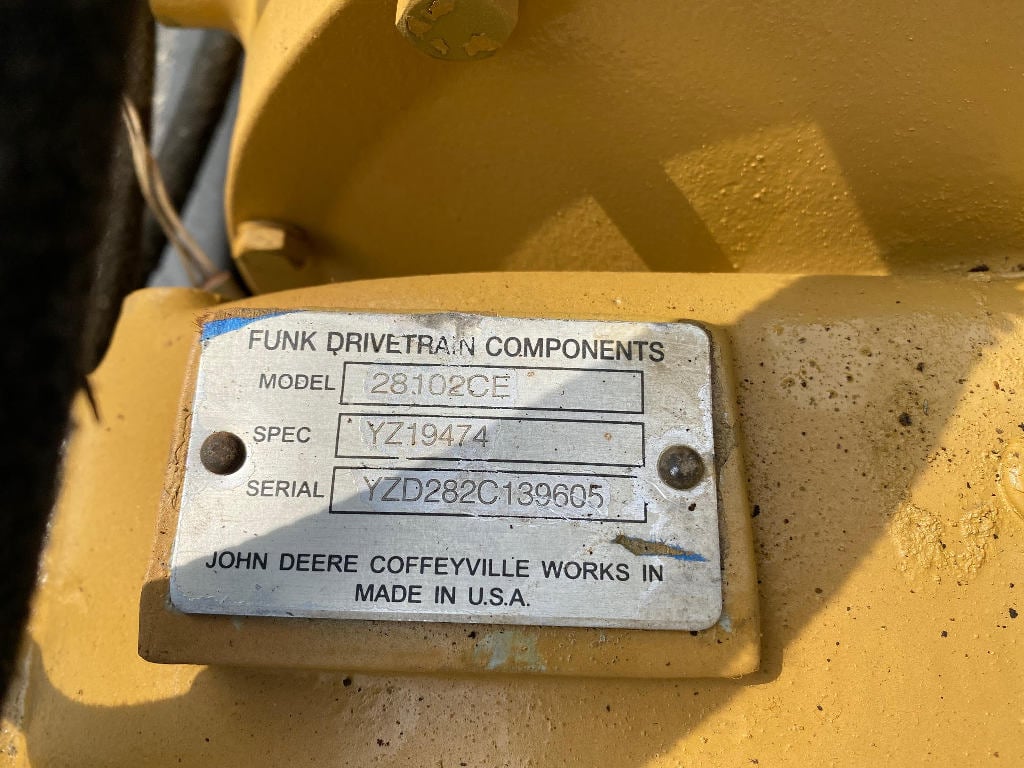 FUNK DRIVETRAIN COMPONENTS
MODEL 28102CE
SPEC YZ19474
SERIAL YZD282C139605
JOHN DEERE COFFEYVILLE WORKS IN
MADE IN U.S.A.